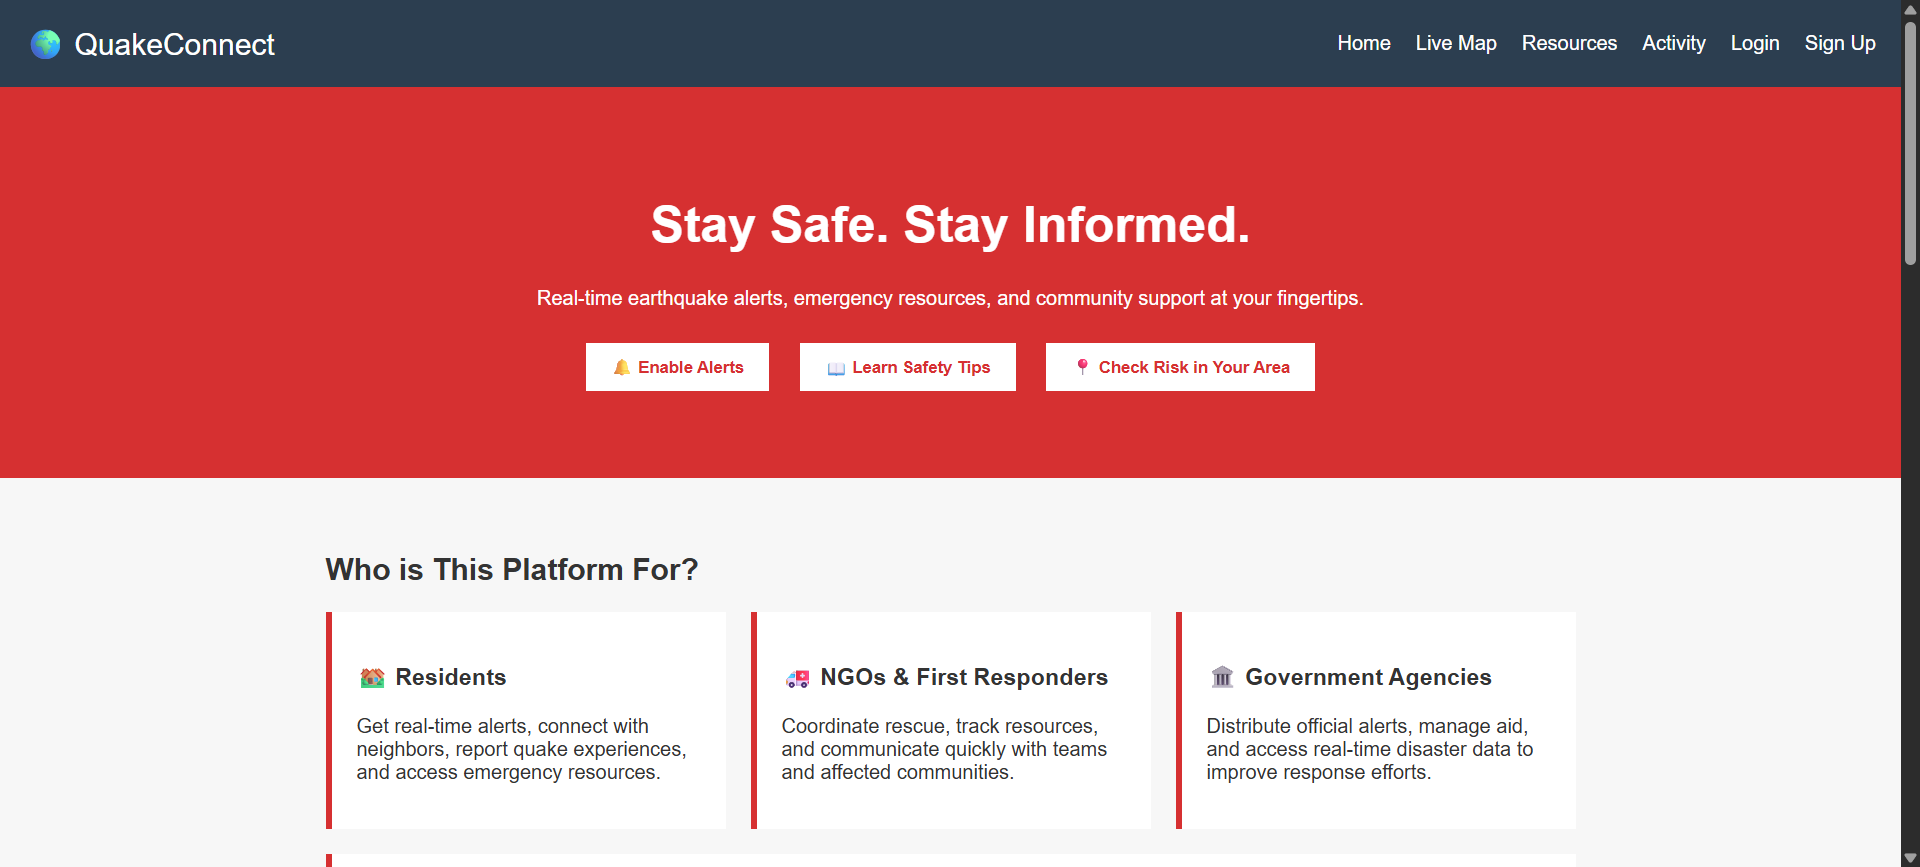 QuakeConnect
Home Live Map Resources Activity Login Sign Up
Stay Safe. Stay Informed.
Real-time earthquake alerts, emergency resources, and community support at your fingertips.
Enable Alerts
Learn Safety Tips
Check Risk in Your Area
Who is This Platform For?
Residents
Get real-time alerts, connect with
neighbors, report quake experiences,
and access emergency resources.
NGOs & First Responders
Coordinate rescue, track resources,
and communicate quickly with teams
and affected communities.
Government Agencies
Distribute official alerts, manage aid,
and access real-time disaster data to
improve response efforts.